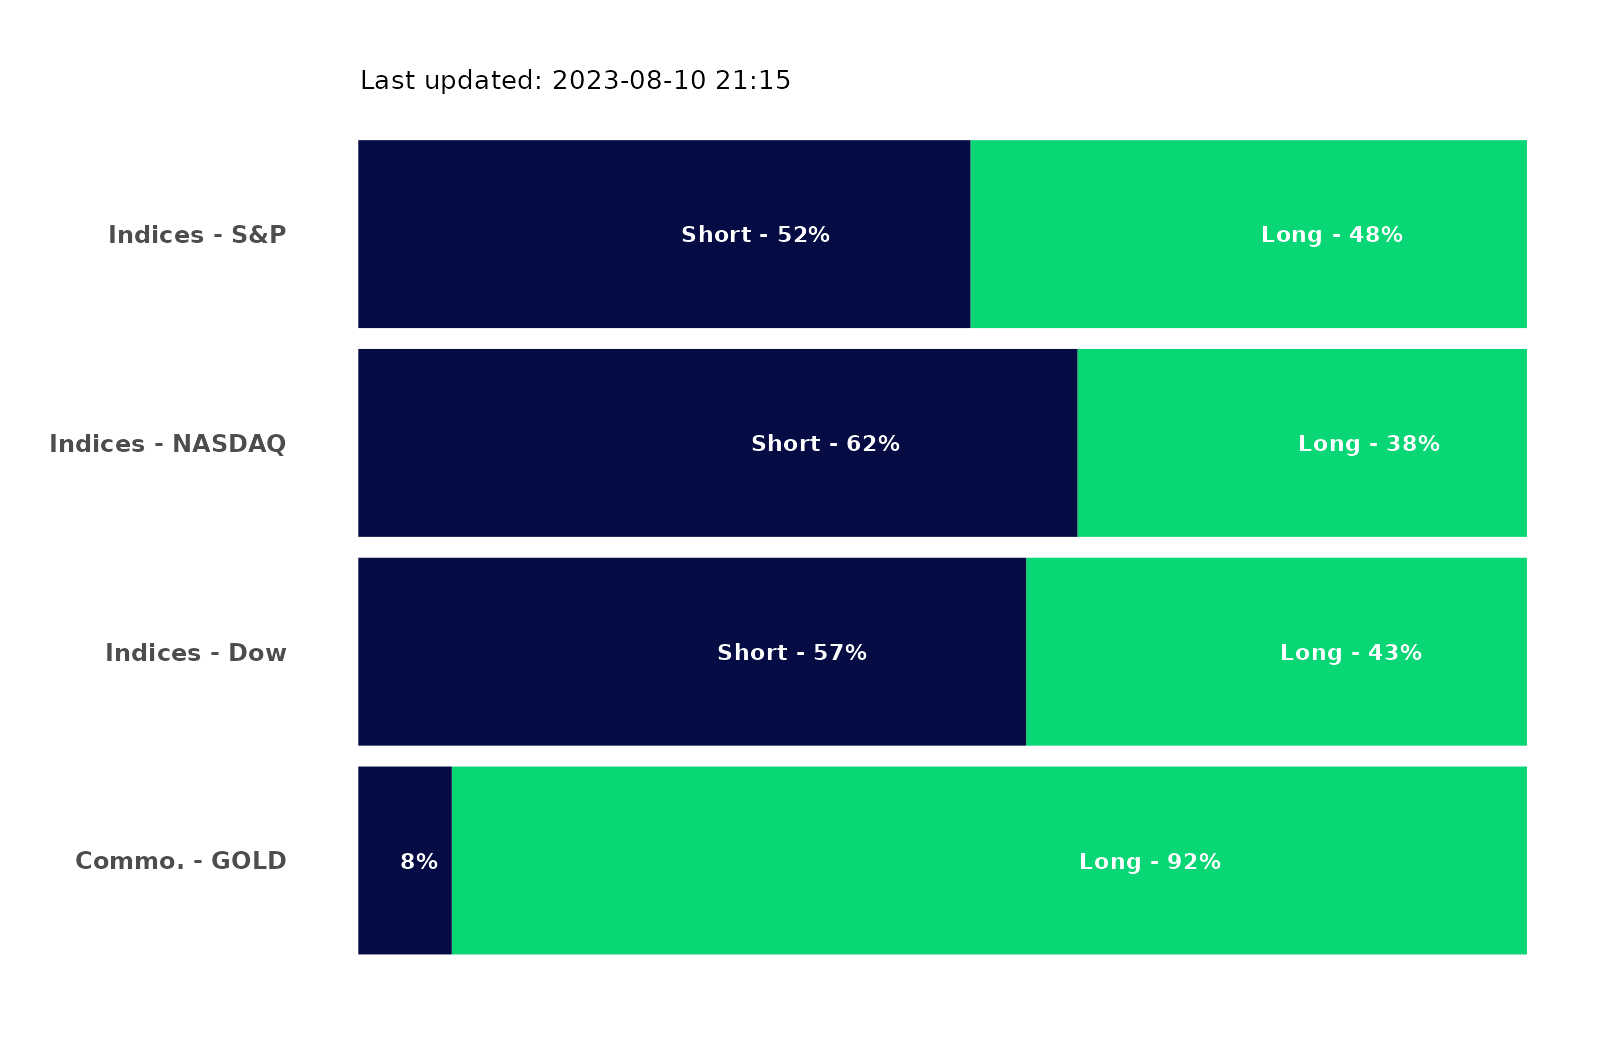 Last updated: 2023-08-10 21:15
Indices - S&P Short - 52% Long - 48%
Indices - NASDAQ Short - 62% Long - 38%
Indices - Dow Short - 57% Long - 43%
Commo. - GOLD 8% Long - 92%